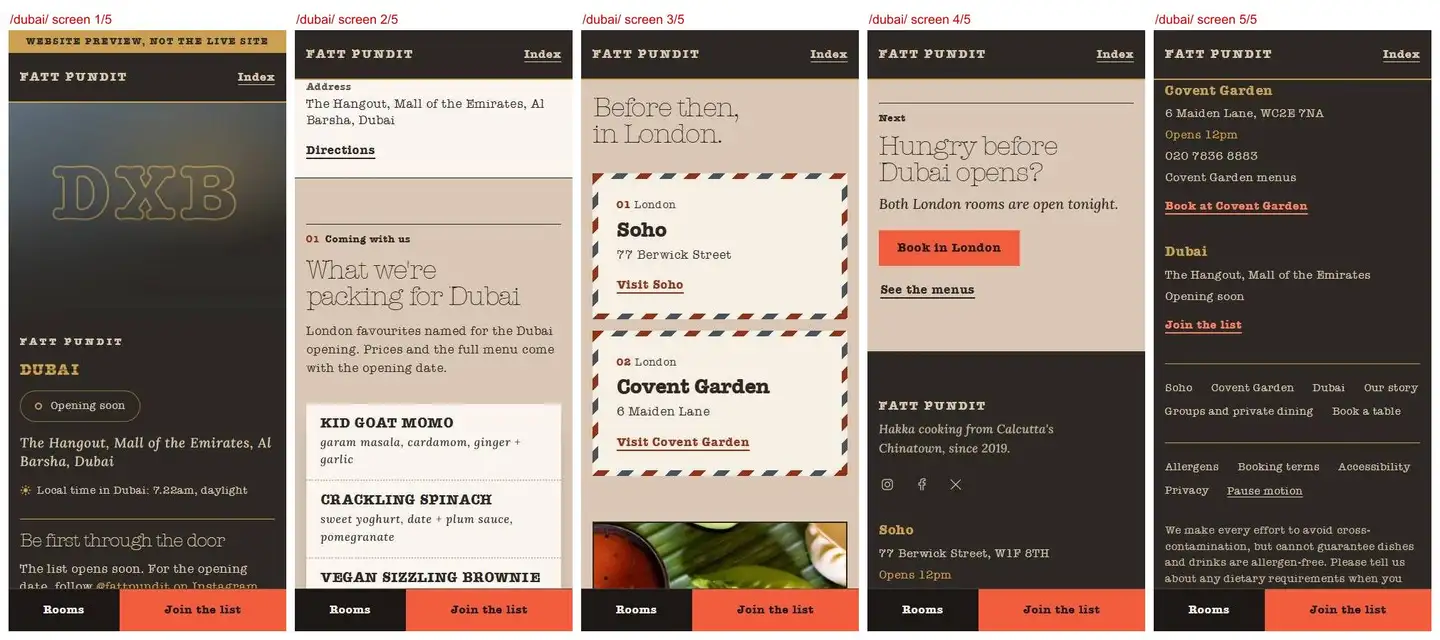 /dubai/ screen 1/5
WEBSITE PREVIEW, NOT THE LIVE SITE
FATT PUNDIT
Index
DXB
FATT PUNDIT
DUBAI
Opening soon
The Hangout, Mall of the Emirates, Al
Barsha, Dubai
Local time in Dubai: 7.22am, daylight
Be first through the door
The list opens soon. For the opening
date, follow @fattpundit on Instagram
Rooms
Join the list
/dubai/ screen 2/5
FATT PUNDIT
Index
Address
The Hangout, Mall of the Emirates, Al
Barsha, Dubai
Directions
01 Coming with us
What we're
packing for Dubai
London favourites named for the Dubai
opening. Prices and the full menu come
with the opening date.
KID GOAT MOMO
garam masala, cardamom, ginger +
garlic
CRACKLING SPINACH
sweet yoghurt, date + plum sauce,
pomegranate
VEGAN SIZZLING BROWNIE
Rooms
Join the list
/dubai/ screen 3/5
FATT PUNDIT
Index
Before then,
in London.
01 London
Soho
77 Berwick Street
Visit Soho
02 London
Covent Garden
6 Maiden Lane
Visit Covent Garden
Rooms
Join the list
/dubai/ screen 4/5
FATT PUNDIT
Index
Next
Hungry before
Dubai opens?
Both London rooms are open tonight.
Book in London
See the menus
FATT PUNDIT
Hakka cooking from Calcutta's
Chinatown, since 2019.
Soho
77 Berwick Street, W1F 8TH
Opens 12pm
Rooms
Join the list
/dubai/ screen 5/5
FATT PUNDIT
Index
Covent Garden
6 Maiden Lane, WC2E 7NA
Opens 12pm
020 7836 8883
Covent Garden menus
Book at Covent Garden
Dubai
The Hangout, Mall of the Emirates
Opening soon
Join the list
Soho Covent Garden Dubai Our story
Groups and private dining Book a table
Allergens Booking terms Accessibility
Privacy Pause motion
We make every effort to avoid cross-
contamination, but cannot guarantee dishes
and drinks are allergen-free. Please tell us
about any dietary requirements when you
Rooms
Join the list